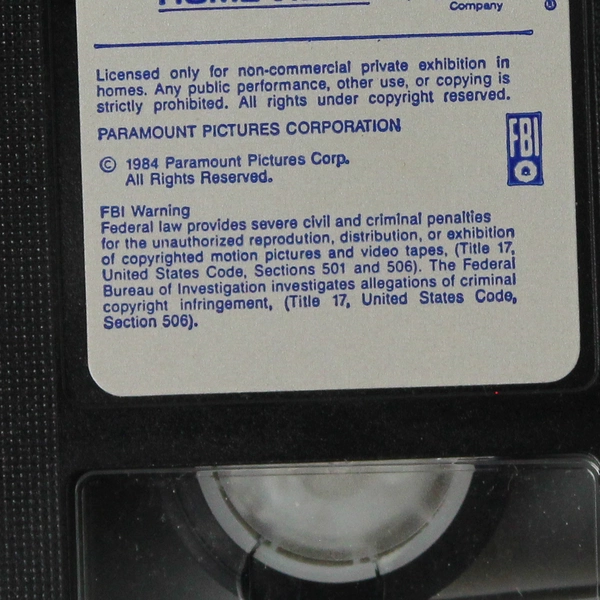 Company
Licensed only for non-commercial private exhibition in
homes. Any public performance, other use, or copying is
strictly prohibited. All rights under copyright reserved.
PARAMOUNT PICTURES CORPORATION
FBI
© 1984 Paramount Pictures Corp.
All Rights Reserved.
FBI Warning
Federal law provides severe civil and criminal penalties
for the unauthorized reprodution, distribution, or exhibition
of copyrighted motion pictures and video tapes, (Title 17,
United States Code, Sections 501 and 506). The Federal
Bureau of Investigation investigates allegations of criminal
copyright infringement, (Title 17, United States Code,
Section 506).